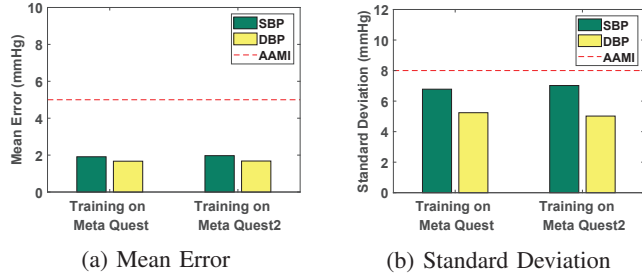 Mean Error (mmHg)
10
8
6
4
2
0
SBP
DBP
AAMI
Training on
Meta Quest
Training on
Meta Quest2
(a) Mean Error
Standard Deviation (mmHg)
12
10
8
6
4
2
0
SBP
DBP
AAMI
Training on
Meta Quest
Training on
Meta Quest2
(b) Standard Deviation